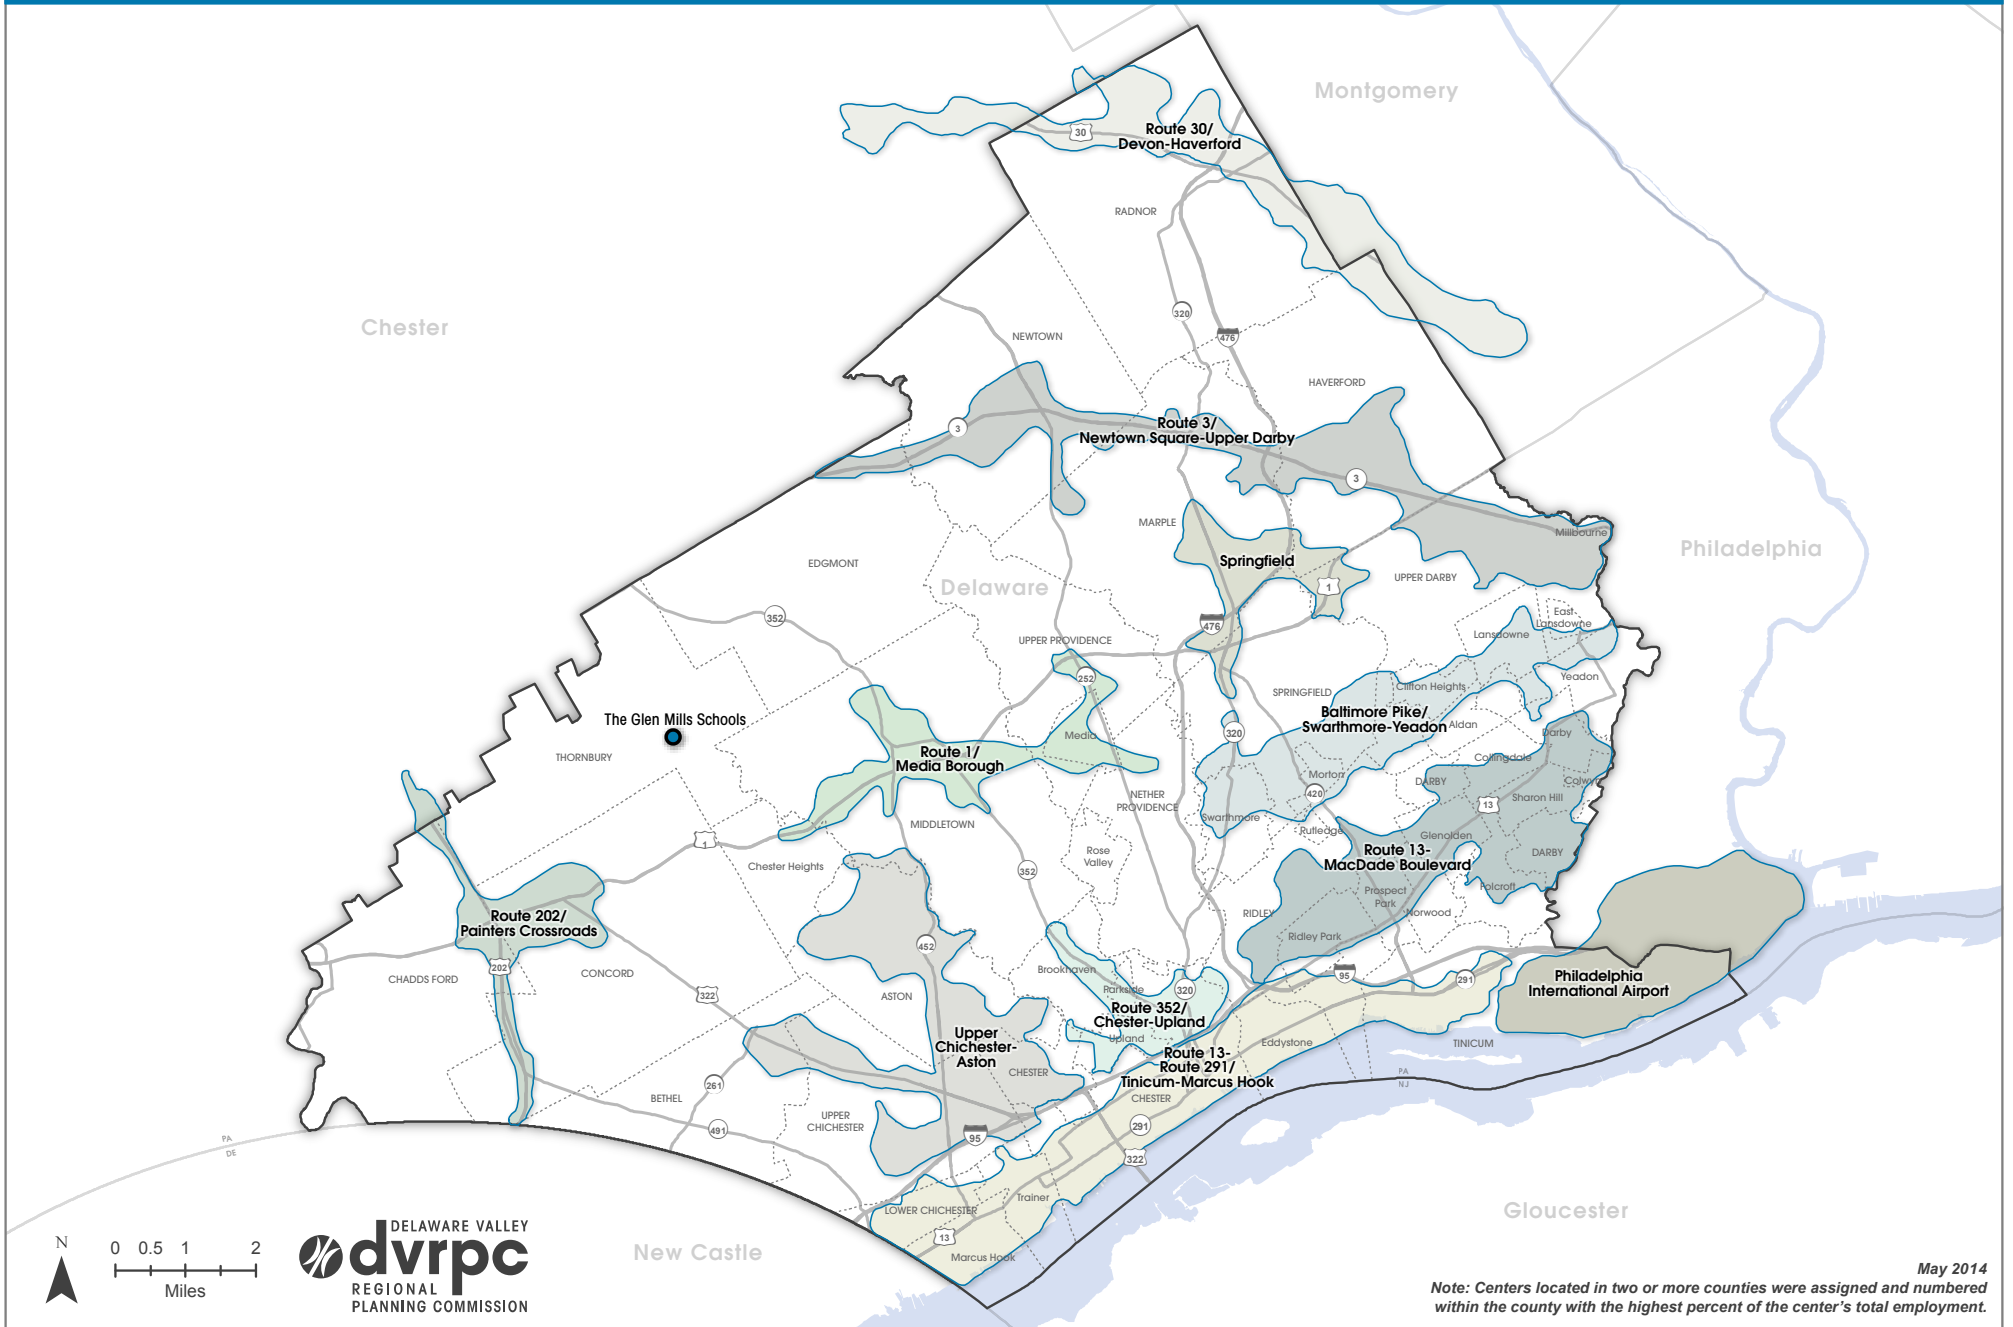 Montgomery
30
Route 30/
Devon-Haverford
RADNOR
Chester
320
476
NEWTOWN
HAVERFORD
3
Route 3/
Newtown Square-Upper Darby
3
MARPLE
Millbourne
Philadelphia
Springfield
EDGMONT
UPPER DARBY
Delaware
1
352
476
East
Lansdowne
Lansdowne
UPPER PROVIDENCE
252
Yeadon
SPRINGFIELD
Clifton Heights
Baltimore Pike/
Swarthmore-Yeadon
Aldan
The Glen Mills Schools
320
Darby
Media
THORNBURY
Route 1/
Media Borough
Collingdale
Morton
DARBY
Colwyn
NETHER
PROVIDENCE
420
13
Sharon Hill
Swarthmore
MIDDLETOWN
Rutledge
Glenolden
1
Rose
Valley
Route 13-
MacDade Boulevard
DARBY
Chester Heights
352
Prospect
Park
Folcroft
Norwood
RIDLEY
Route 202/
Painters Crossroads
Ridley Park
452
202
CHADDS FORD
CONCORD
Brookhaven
95
291
Philadelphia
International Airport
322
ASTON
Parkside
320
Route 352/
Chester-Upland
Upland
Upper
Chichester-
Aston
Eddystone
TINICUM
Route 13-
Route 291/
Tinicum-Marcus Hook
CHESTER
PA
NJ
261
BETHEL
CHESTER
UPPER
CHICHESTER
491
291
95
PA
DE
322
Trainer
LOWER CHICHESTER
Gloucester
13
New Castle
Marcus Hook
N
0 0.5 1 2
Miles
DELAWARE VALLEY
dvrpc
REGIONAL
PLANNING COMMISSION
May 2014
Note: Centers located in two or more counties were assigned and numbered
within the county with the highest percent of the center's total employment.